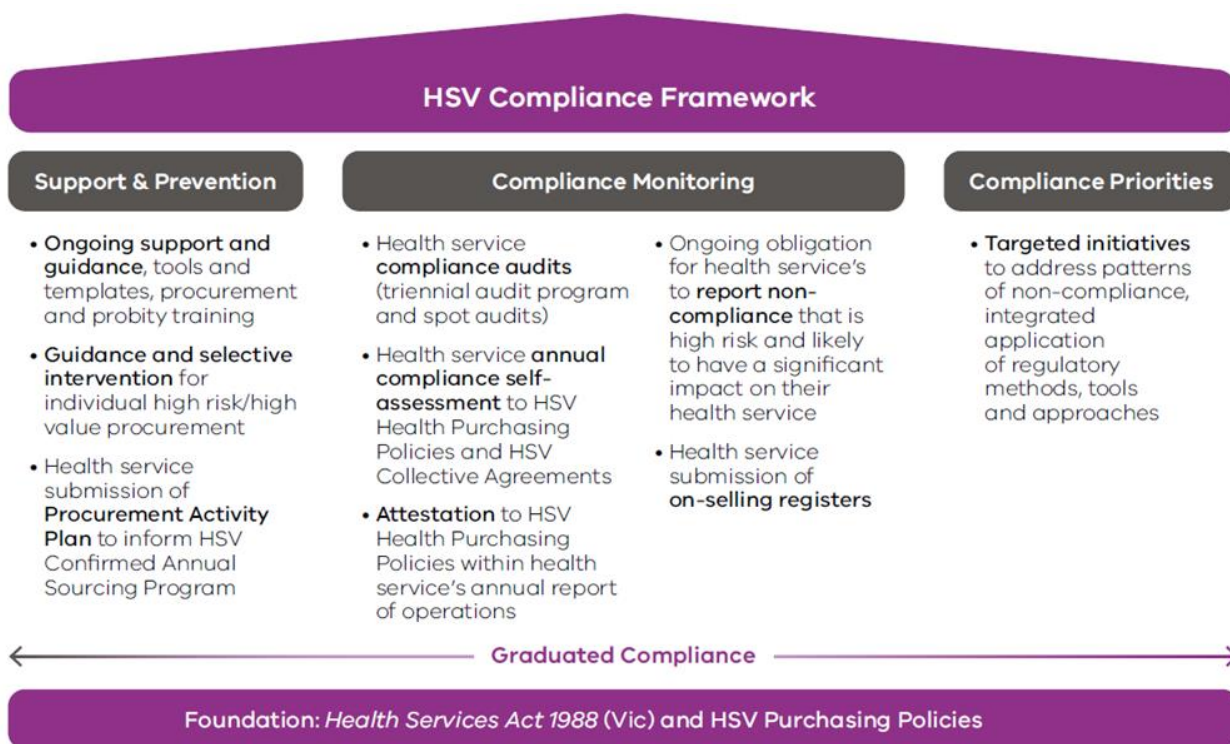 HSV Compliance Framework
Support & Prevention
• Ongoing support and
guidance, tools and
templates, procurement
and probity training
• Guidance and selective
intervention for
individual high risk/high
value procurement
• Health service
submission of
Procurement Activity
Plan to inform HSV
Confirmed Annual
Sourcing Program
Compliance Monitoring
• Health service
compliance audits
(triennial audit program
and spot audits)
• Health service annual
compliance self-
assessment to HSV
Health Purchasing
Policies and HSV
Collective Agreements
• Attestation to HSV
Health Purchasing
Policies within health
service's annual report
of operations
• Ongoing obligation
for health service's
to report non-
compliance that is
high risk and likely
to have a significant
impact on their
health service
• Health service
submission of
on-selling registers
Compliance Priorities
• Targeted initiatives
to address patterns
of non-compliance,
integrated
application
of regulatory
methods, tools
and approaches
Graduated Compliance
Foundation: Health Services Act 1988 (Vic) and HSV Purchasing Policies